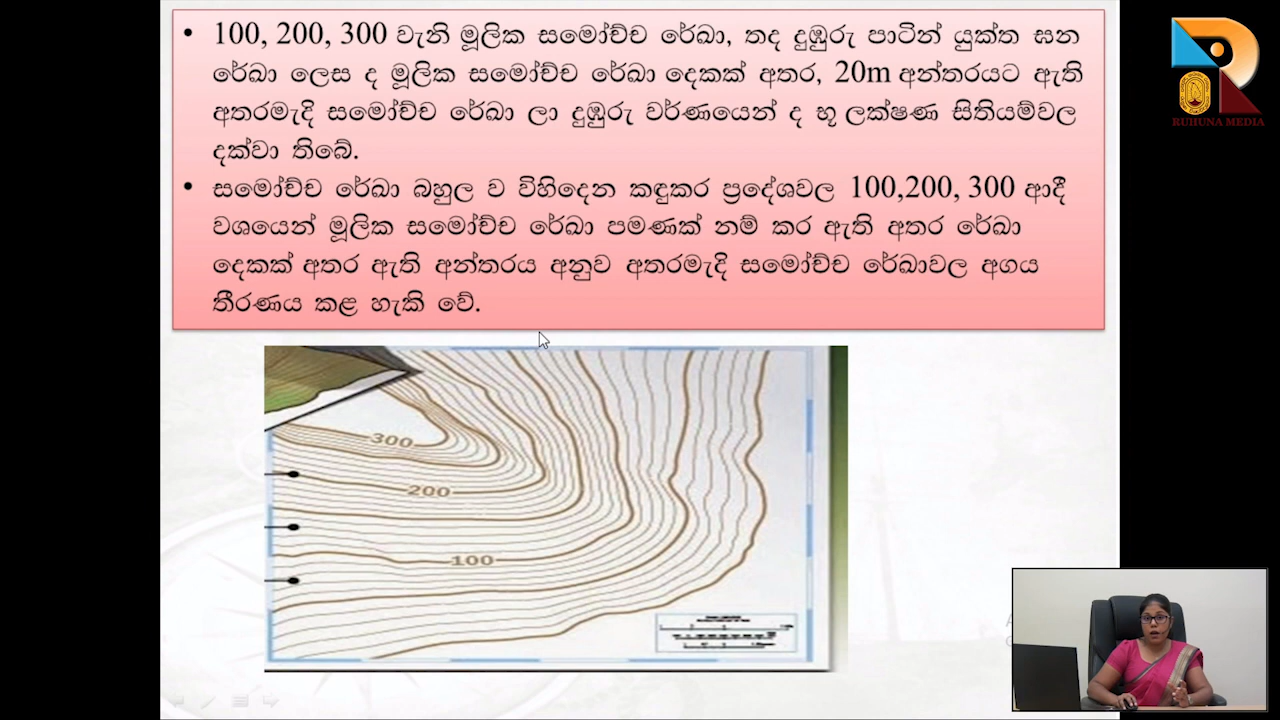 • 100, 200, 300 වැනි මූලික සමෝච්ච රේඛා, තද දුඹුරු පාටින් යුක්ත ඝන
රේඛා ලෙස ද මූලික සමෝච්ච රේඛා දෙකක් අතර, 20m අන්තරයට ඇති
අතරමැදි සමෝච්ච රේඛා ලා දුඹුරු වර්ණයෙන් ද භූ ලක්ෂණ සිතියම්වල
දක්වා තිබේ.
• සමෝච්ච රේඛා බහුල ව විහිදෙන කඳුකර ප්‍රදේශවල 100,200, 300 ආදී
වශයෙන් මූලික සමෝච්ච රේඛා පමණක් නම් කර ඇති අතර රේඛා
දෙකක් අතර ඇති අන්තරය අනුව අතරමැදි සමෝච්ච රේඛාවල අගය
තීරණය කළ හැකි වේ.
300
200
100
RUHUNA MEDIA